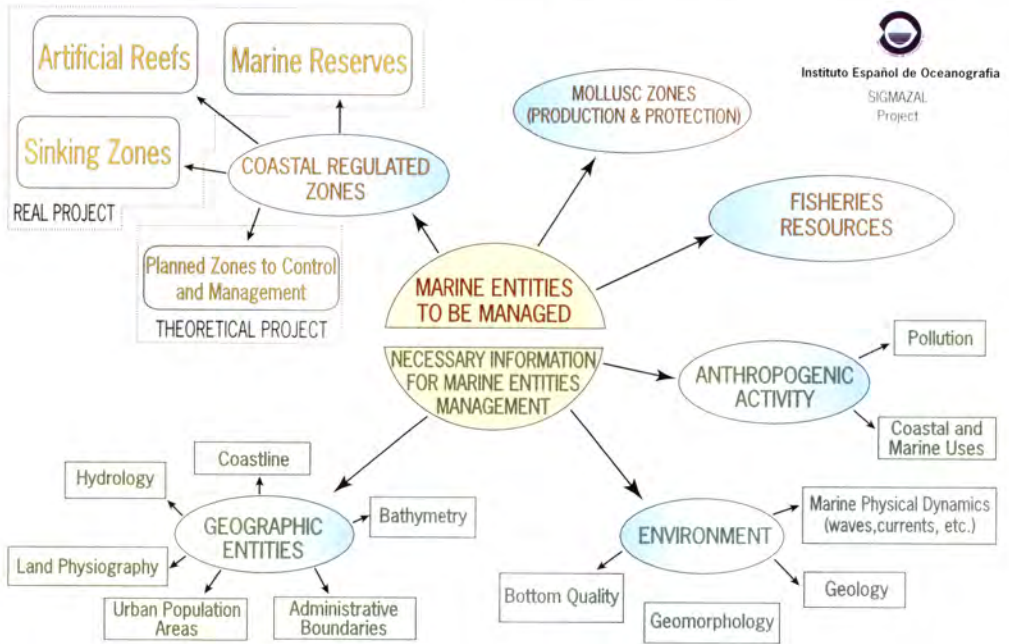 Artificial Reefs
Marine Reserves
Sinking Zones
REAL PROJECT
COASTAL REGULATED
ZONES
Planned Zones to Control
and Management
THEORETICAL PROJECT
MOLLUSC ZONES
(PRODUCTION & PROTECTION)
Instituto Español de Oceanografia
SIGMAZAL
Project
FISHERIES
RESOURCES
MARINE ENTITIES
TO BE MANAGED
NECESSARY INFORMATION
FOR MARINE ENTITIES
MANAGEMENT
ANTHROPOGENIC
ACTIVITY
Pollution
Coastal and
Marine Uses
GEOGRAPHIC
ENTITIES
Hydrology
Coastline
Bathymetry
Land Physiography
Urban Population
Areas
Administrative
Boundaries
ENVIRONMENT
Marine Physical Dynamics
(waves,currents, etc.)
Bottom Quality
Geomorphology
Geology